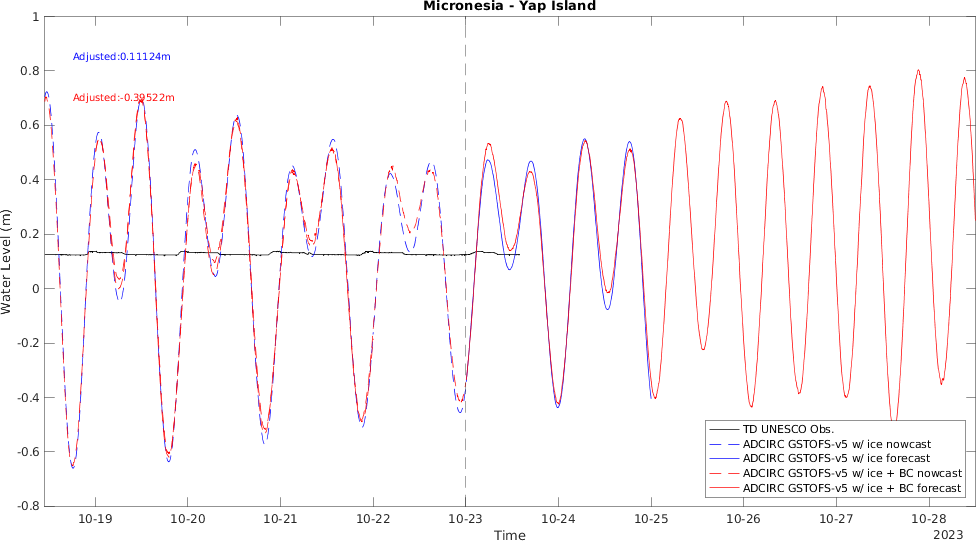 Micronesia - Yap Island
1
0.8
0.6
0.4
0.2
0
-0.2
-0.4
-0.6
-0.8
Water Level (m)
Adjusted:0.11124m
Adjusted:-0.39522m
TD UNESCO Obs.
ADCIRC GSTOFS-v5 w/ ice nowcast
ADCIRC GSTOFS-v5 w/ ice forecast
ADCIRC GSTOFS-v5 w/ ice + BC nowcast
ADCIRC GSTOFS-v5 w/ ice + BC forecast
10-19 10-20 10-21 10-22 10-23 10-24 10-25 10-26 10-27 10-28
Time
2023